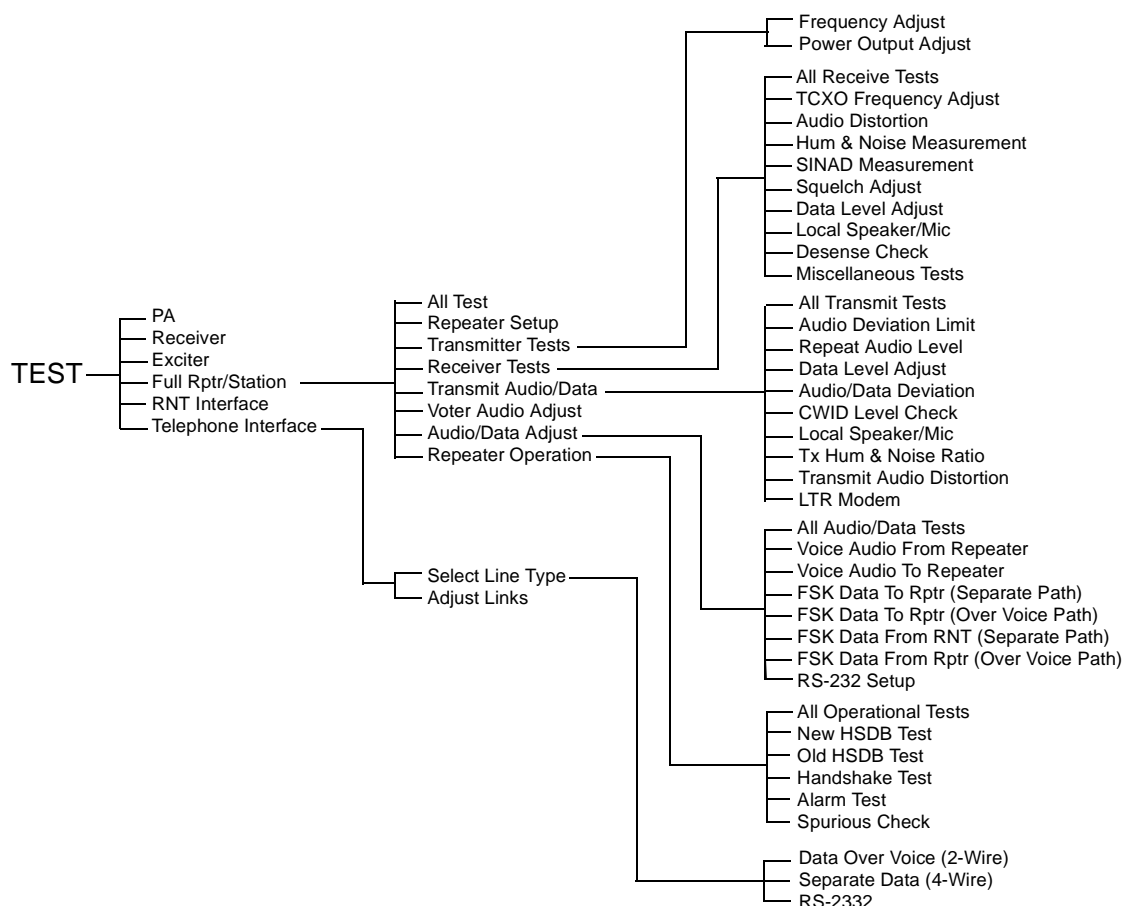 TEST
PA
Receiver
Exciter
Full Rptr/Station
RNT Interface
Telephone Interface
All Test
Repeater Setup
Transmitter Tests
Receiver Tests
Transmit Audio/Data
Voter Audio Adjust
Audio/Data Adjust
Repeater Operation
Select Line Type
Adjust Links
Frequency Adjust
Power Output Adjust
All Receive Tests
TCXO Frequency Adjust
Audio Distortion
Hum & Noise Measurement
SINAD Measurement
Squelch Adjust
Data Level Adjust
Local Speaker/Mic
Desense Check
Miscellaneous Tests
All Transmit Tests
Audio Deviation Limit
Repeat Audio Level
Data Level Adjust
Audio/Data Deviation
CWID Level Check
Local Speaker/Mic
Tx Hum & Noise Ratio
Transmit Audio Distortion
LTR Modem
All Audio/Data Tests
Voice Audio From Repeater
Voice Audio To Repeater
FSK Data To Rptr (Separate Path)
FSK Data To Rptr (Over Voice Path)
FSK Data From RNT (Separate Path)
FSK Data From Rptr (Over Voice Path)
RS-232 Setup
All Operational Tests
New HSDB Test
Old HSDB Test
Handshake Test
Alarm Test
Spurious Check
Data Over Voice (2-Wire)
Separate Data (4-Wire)
RS-2332